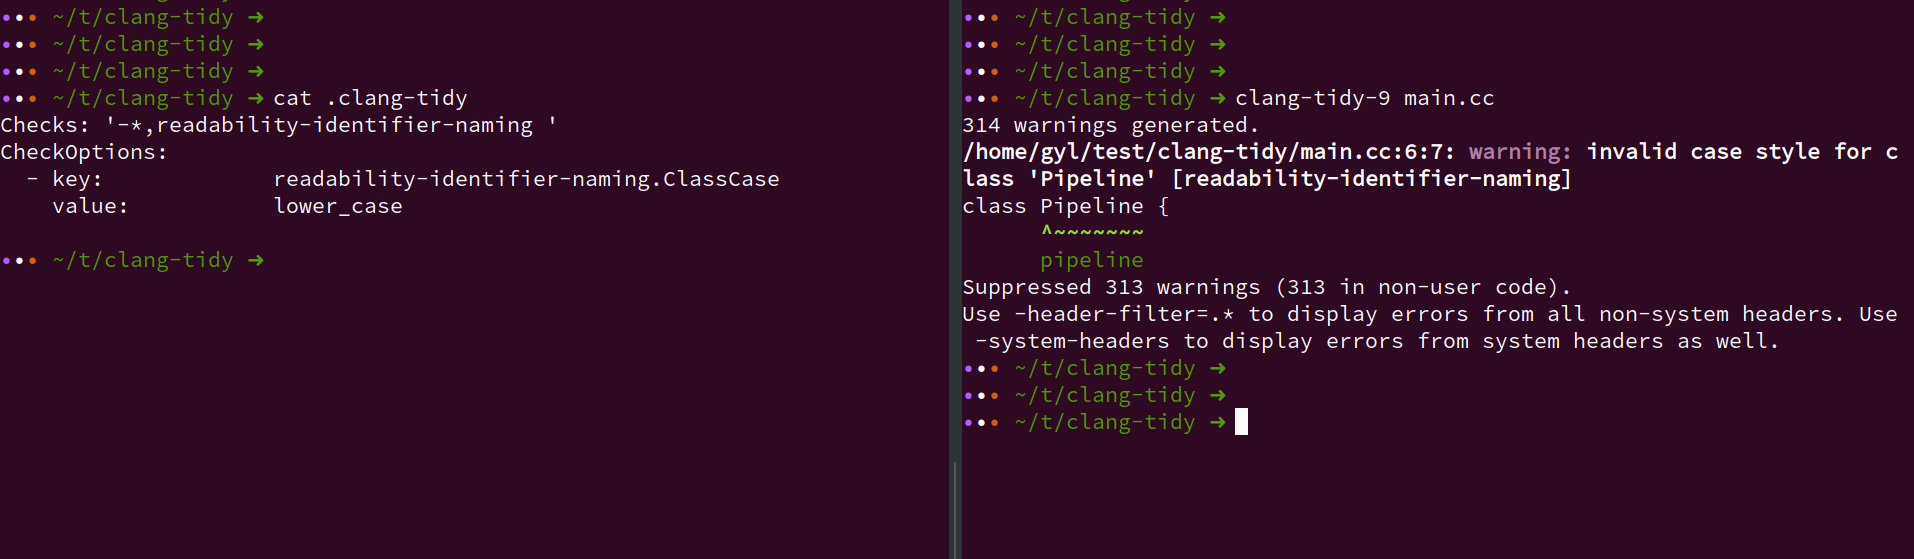 ••• ~/t/clang-tidy ➜
••• ~/t/clang-tidy ➜
••• ~/t/clang-tidy ➜
••• ~/t/clang-tidy ➜ cat .clang-tidy
Checks: '-*,readability-identifier-naming '
CheckOptions:
  - key:             readability-identifier-naming.ClassCase
    value:           lower_case
••• ~/t/clang-tidy ➜
••• ~/t/clang-tidy ➜
••• ~/t/clang-tidy ➜
••• ~/t/clang-tidy ➜
••• ~/t/clang-tidy ➜ clang-tidy-9 main.cc
314 warnings generated.
/home/gyl/test/clang-tidy/main.cc:6:7: warning: invalid case style for c
lass 'Pipeline' [readability-identifier-naming]
class Pipeline {
      ^~~~~~~~
      pipeline
Suppressed 313 warnings (313 in non-user code).
Use -header-filter=.* to display errors from all non-system headers. Use
 -system-headers to display errors from system headers as well.
••• ~/t/clang-tidy ➜
••• ~/t/clang-tidy ➜
••• ~/t/clang-tidy ➜